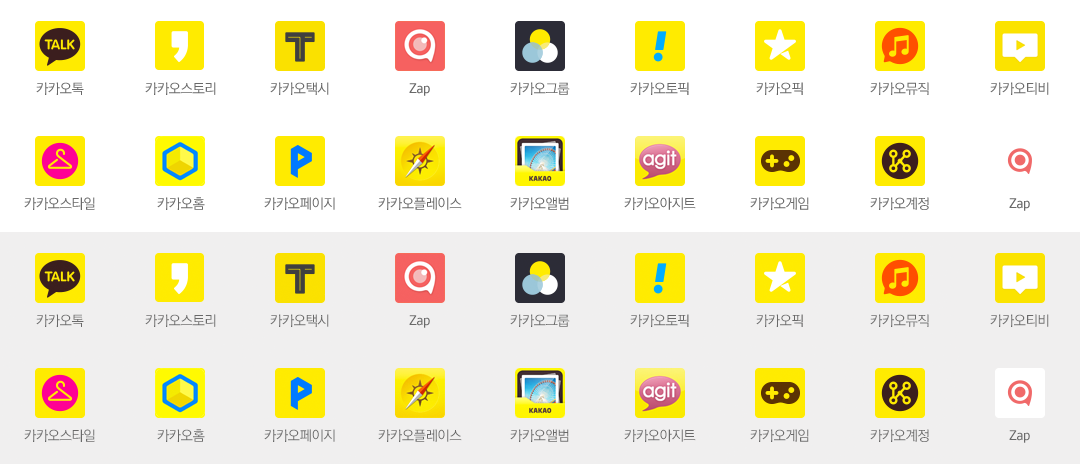 TALK
카카오톡 카카오스토리 카카오택시 Zap 카카오그룹 카카오토픽 카카오픽 카카오뮤직 카카오티비
agit
KAKAO
카카오스타일 카카오홈 카카오페이지 카카오플레이스 카카오앨범 카카오아지트 카카오게임 카카오계정 Zap
TALK
카카오톡 카카오스토리 카카오택시 Zap 카카오그룹 카카오토픽 카카오픽 카카오뮤직 카카오티비
agit
KAKAO
카카오스타일 카카오홈 카카오페이지 카카오플레이스 카카오앨범 카카오아지트 카카오게임 카카오계정 Zap